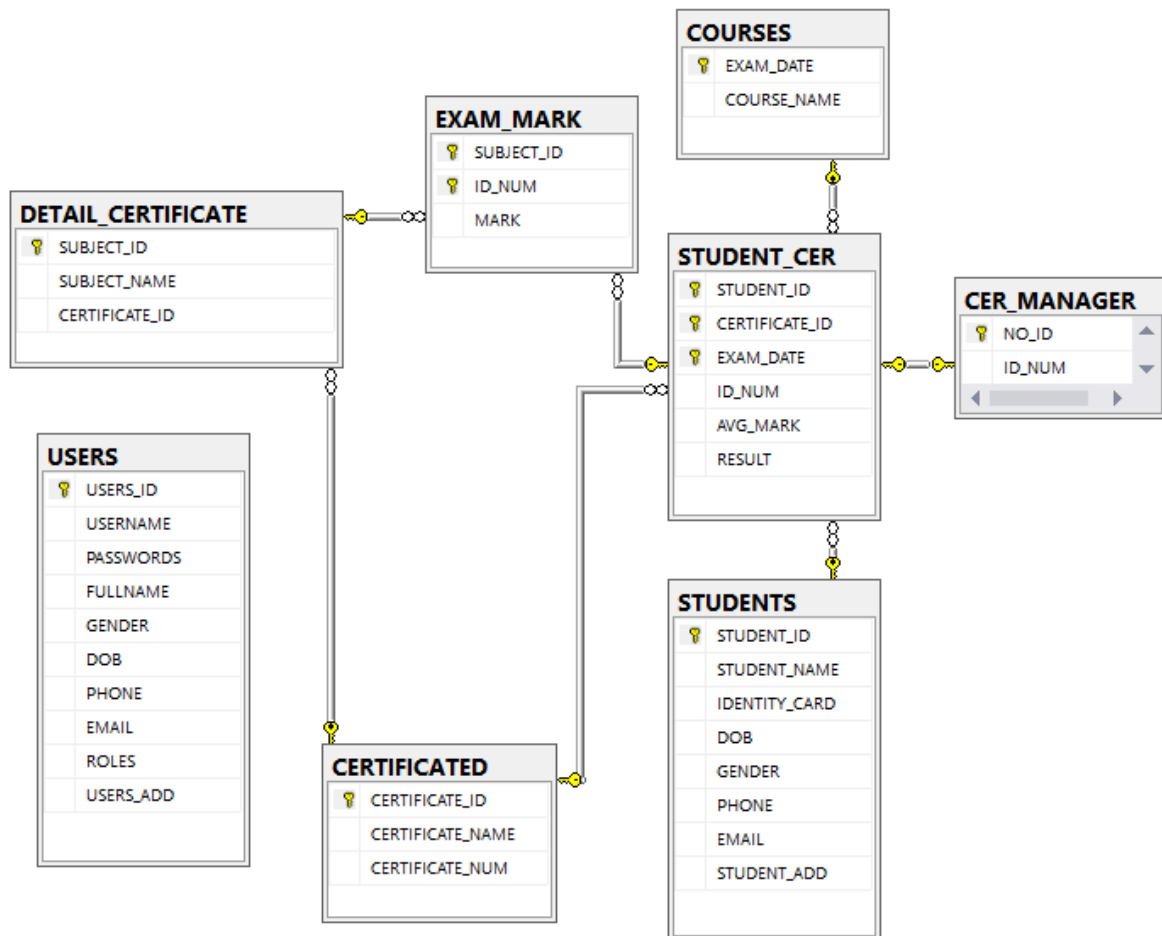 COURSES
EXAM_DATE
COURSE_NAME
EXAM_MARK
SUBJECT_ID
ID_NUM
MARK
DETAIL_CERTIFICATE
SUBJECT_ID
SUBJECT_NAME
CERTIFICATE_ID
STUDENT_CER
STUDENT_ID
CERTIFICATE_ID
EXAM_DATE
ID_NUM
AVG_MARK
RESULT
CER_MANAGER
NO_ID
ID_NUM
USERS
USERS_ID
USERNAME
PASSWORDS
FULLNAME
GENDER
DOB
PHONE
EMAIL
ROLES
USERS_ADD
CERTIFICATED
CERTIFICATE_ID
CERTIFICATE_NAME
CERTIFICATE_NUM
STUDENTS
STUDENT_ID
STUDENT_NAME
IDENTITY_CARD
DOB
GENDER
PHONE
EMAIL
STUDENT_ADD